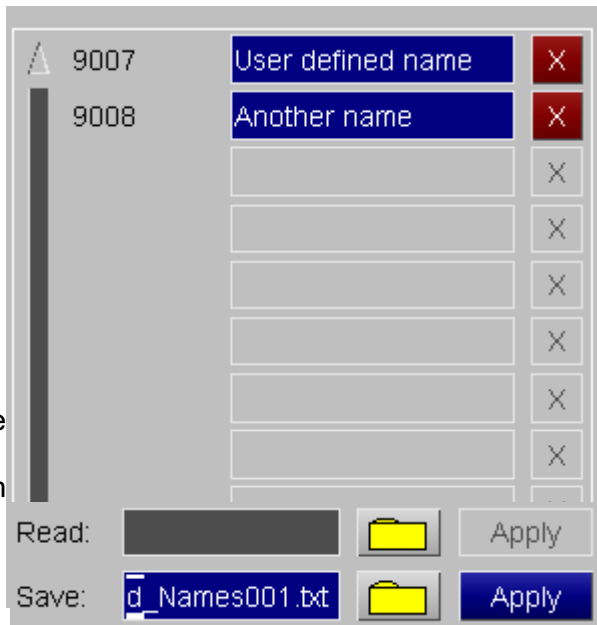 9007 User defined name X
9008 Another name X
X
X
X
X
X
X
e
n
Read: Apply
Save: d_Names001.txt Apply